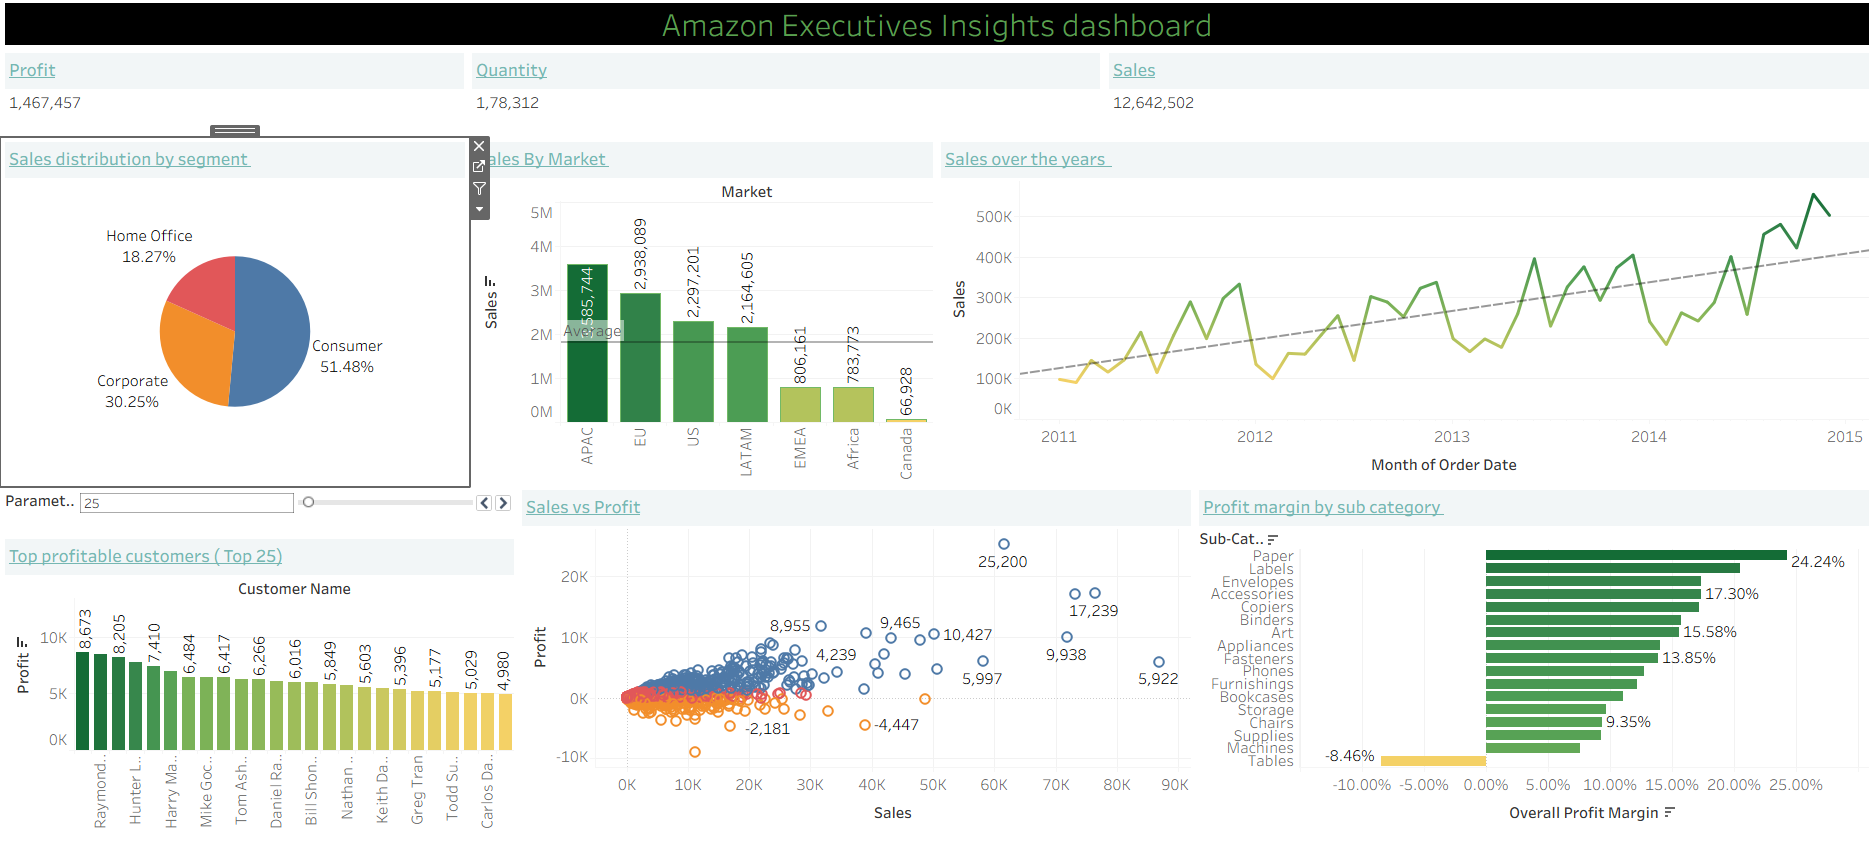 Amazon Executives Insights dashboard
Profit
Quantity
Sales
1,467,457
1,78,312
12,642,502
Sales distribution by segment
Home Office
18.27%
Consumer
51.48%
Corporate
30.25%
ales By Market
Market
Sales
5M
4M
3M
2M
1M
0M
Average
585,744
2,938,089
2,297,201
2,164,605
806,161
783,773
66,928
APAC
EU
US
LATAM
EMEA
Africa
Canada
Sales over the years
Sales
500K
400K
300K
200K
100K
0K
2011
2012
2013
2014
2015
Month of Order Date
Paramet..
25
Top profitable customers ( Top 25)
Customer Name
Profit
10K
5K
0K
8,673
8,205
7,410
6,484
6,417
6,266
6,016
5,849
5,603
5,396
5,177
5,029
4,980
Raymond..
Hunter L..
Harry Ma..
Mike Goc..
Tom Ash..
Daniel Ra..
Bill Shon..
Nathan ..
Keith Da..
Greg Tran
Todd Su..
Carlos Da..
Sales vs Profit
Profit
20K
10K
0K
-10K
25,200
17,239
8,955
9,465
10,427
4,239
9,938
5,997
5,922
-2,181
-4,447
0K
10K
20K
30K
40K
50K
60K
70K
80K
90K
Sales
Profit margin by sub category
Sub-Cat..
Paper
24.24%
Labels
Envelopes
Accessories
17.30%
Copiers
Binders
Art
15.58%
Appliances
Fasteners
13.85%
Phones
Furnishings
Bookcases
Storage
Chairs
9.35%
Supplies
Machines
Tables
-8.46%
-10.00%
-5.00%
0.00%
5.00%
10.00%
15.00%
20.00%
25.00%
Overall Profit Margin